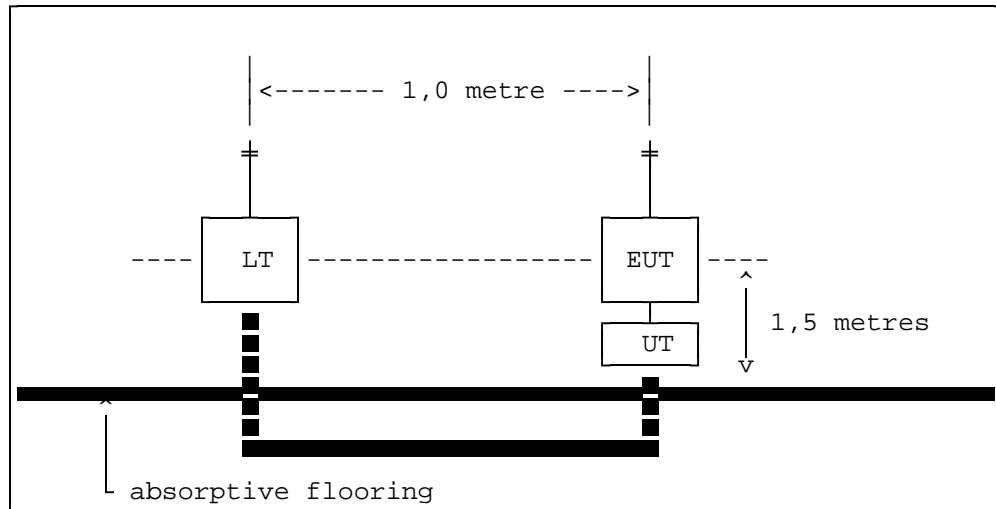 <------- 1,0 metre ---->
LT
EUT
1,5 metres
UT
absorptive flooring